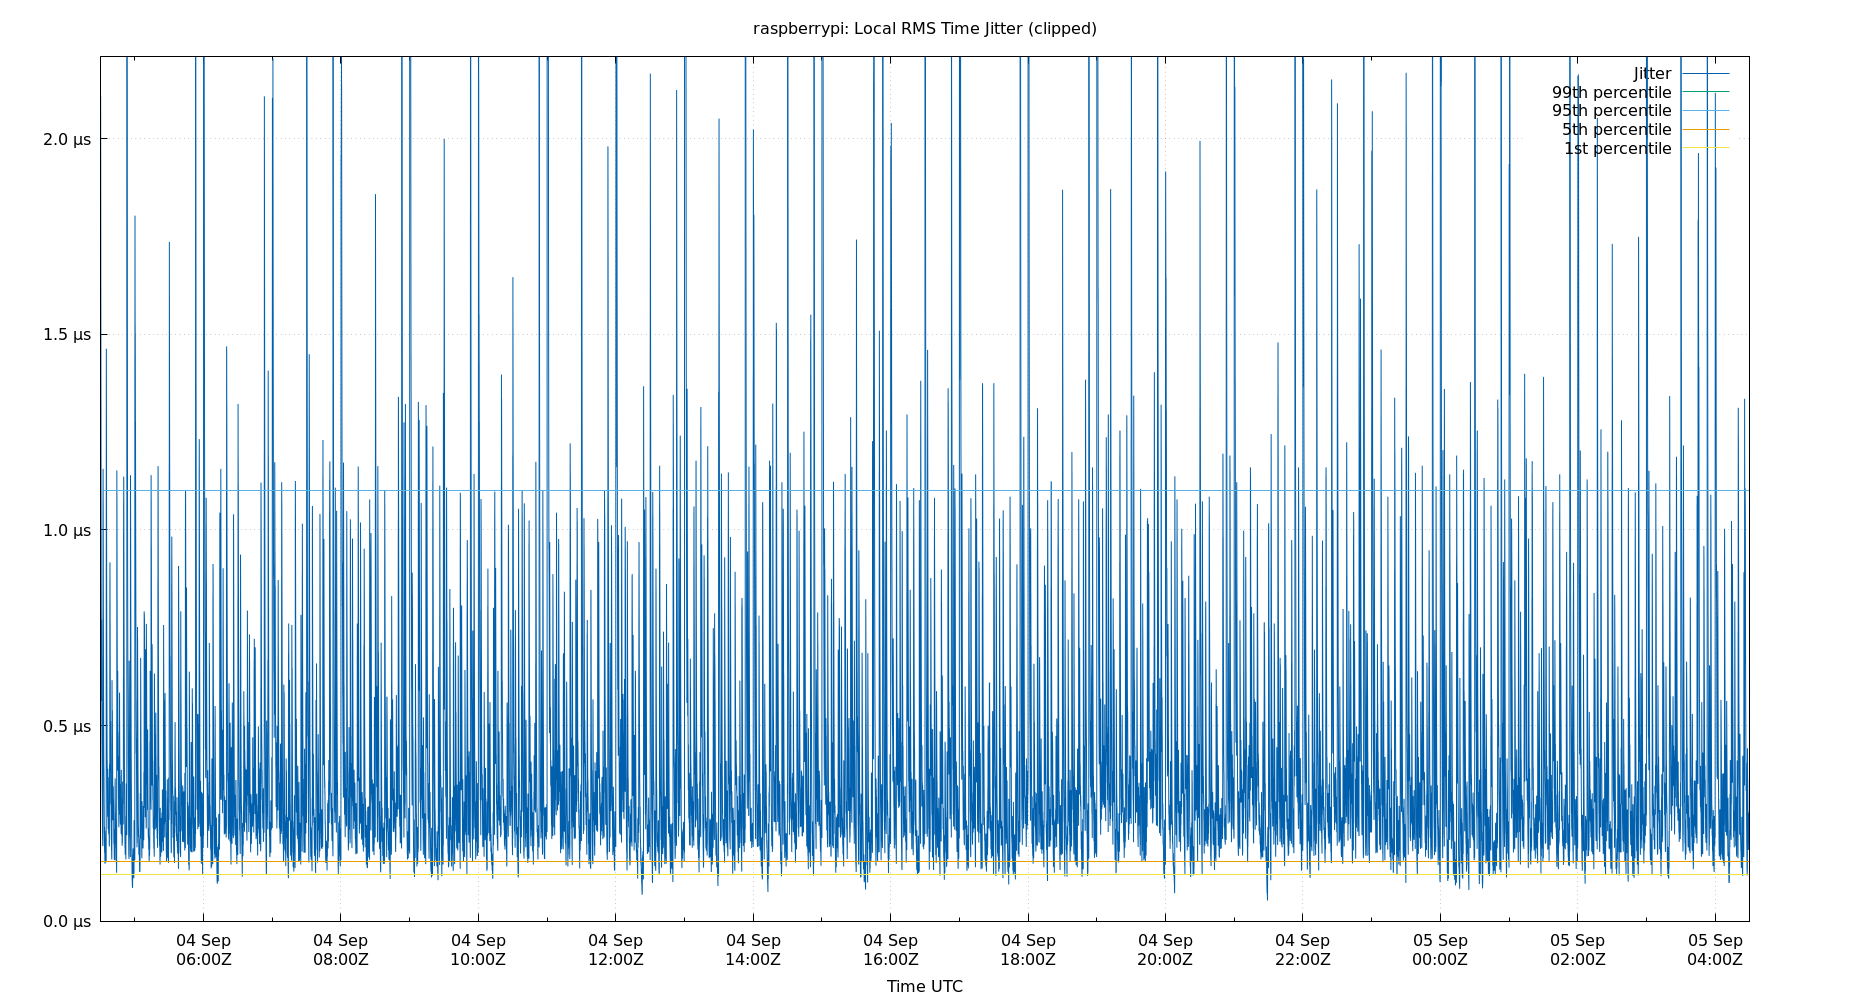 raspberrypi: Local RMS Time Jitter (clipped)
Jitter
99th percentile
95th percentile
5th percentile
1st percentile
2.0 μs
1.5 μs
1.0 μs
0.5 μs
0.0 μs
04 Sep 04 Sep 04 Sep 04 Sep 04 Sep 04 Sep 04 Sep 04 Sep 04 Sep 05 Sep 05 Sep 05 Sep
06:00Z 08:00Z 10:00Z 12:00Z 14:00Z 16:00Z 18:00Z 20:00Z 22:00Z 00:00Z 02:00Z 04:00Z
Time UTC